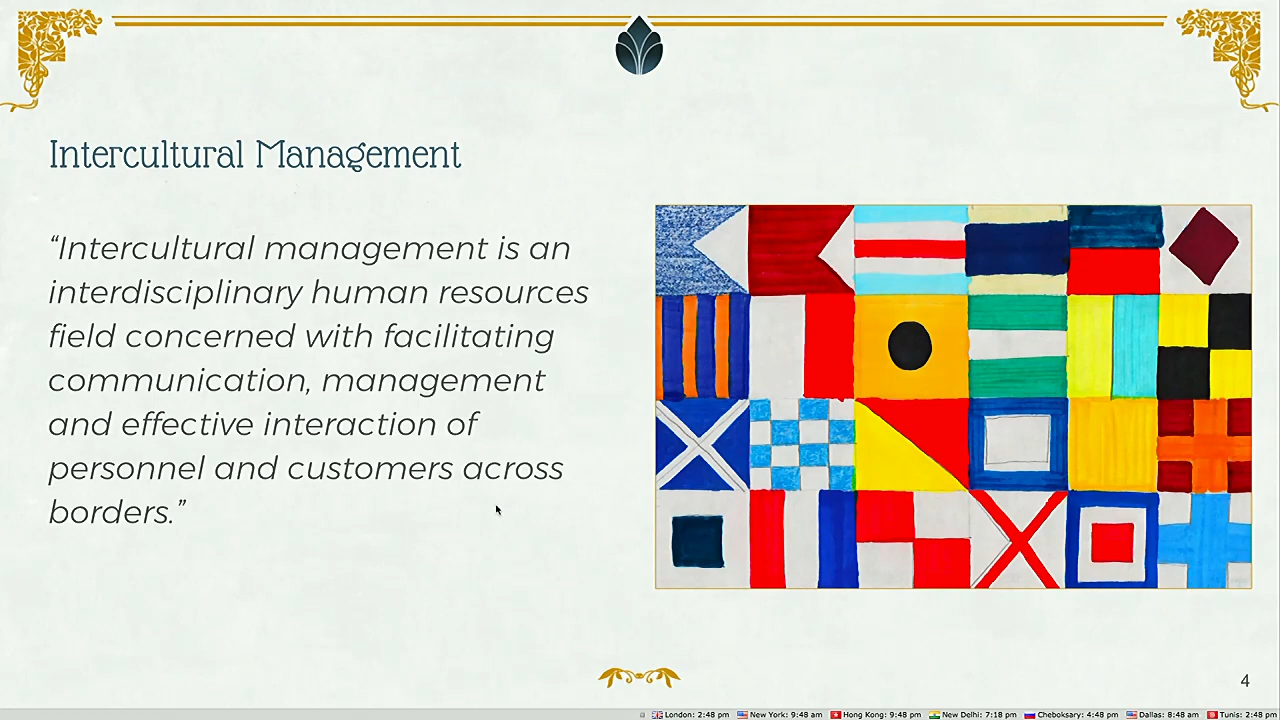 Intercultural Management
“Intercultural management is an
interdisciplinary human resources
field concerned with facilitating
communication, management
and effective interaction of
personnel and customers across
borders.”
4
London: 2:48 pm New York: 9:48 am Hong Kong: 9:48 pm New Delhi: 7:18 pm Cheboksary: 4:48 pm Dallas: 8:48 am Tunis: 2:48 pm